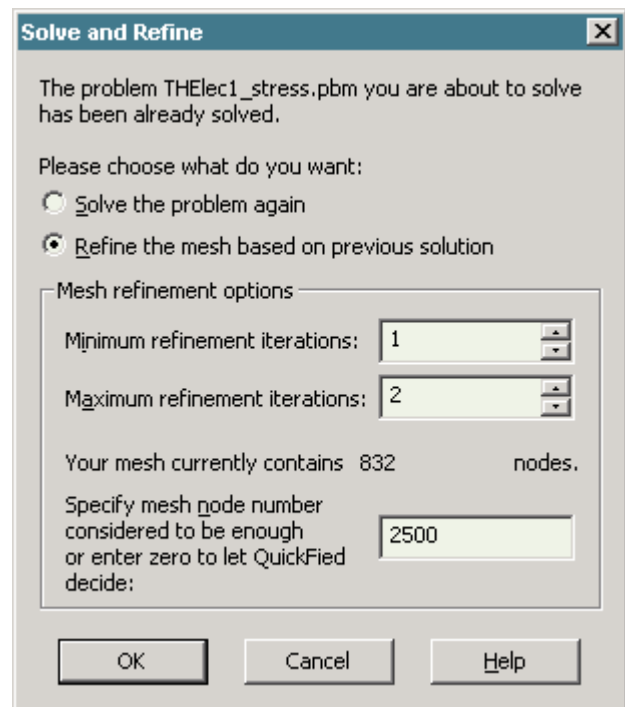 Solve and Refine
The problem THElec1_stress.pbm you are about to solve
has been already solved.
Please choose what do you want:
Solve the problem again
Refine the mesh based on previous solution
Mesh refinement options
Minimum refinement iterations: 1
Maximum refinement iterations: 2
Your mesh currently contains 832 nodes.
Specify mesh node number
considered to be enough
or enter zero to let QuickFied
decide:
2500
OK Cancel Help